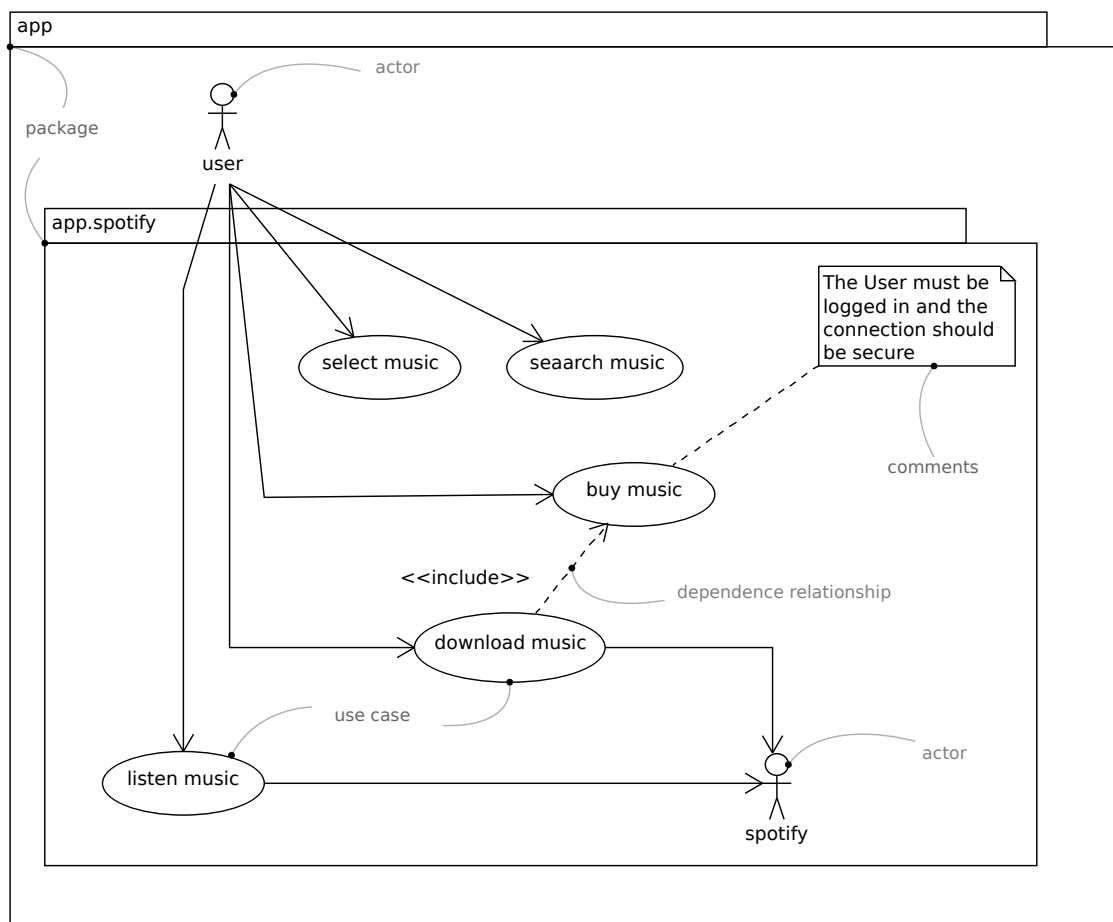 app
actor
package
user
app.spotify
The User must be
logged in and the
connection should
be secure
select music
seaarch music
comments
buy music
<<include>>
dependence relationship
download music
use case
actor
listen music
spotify